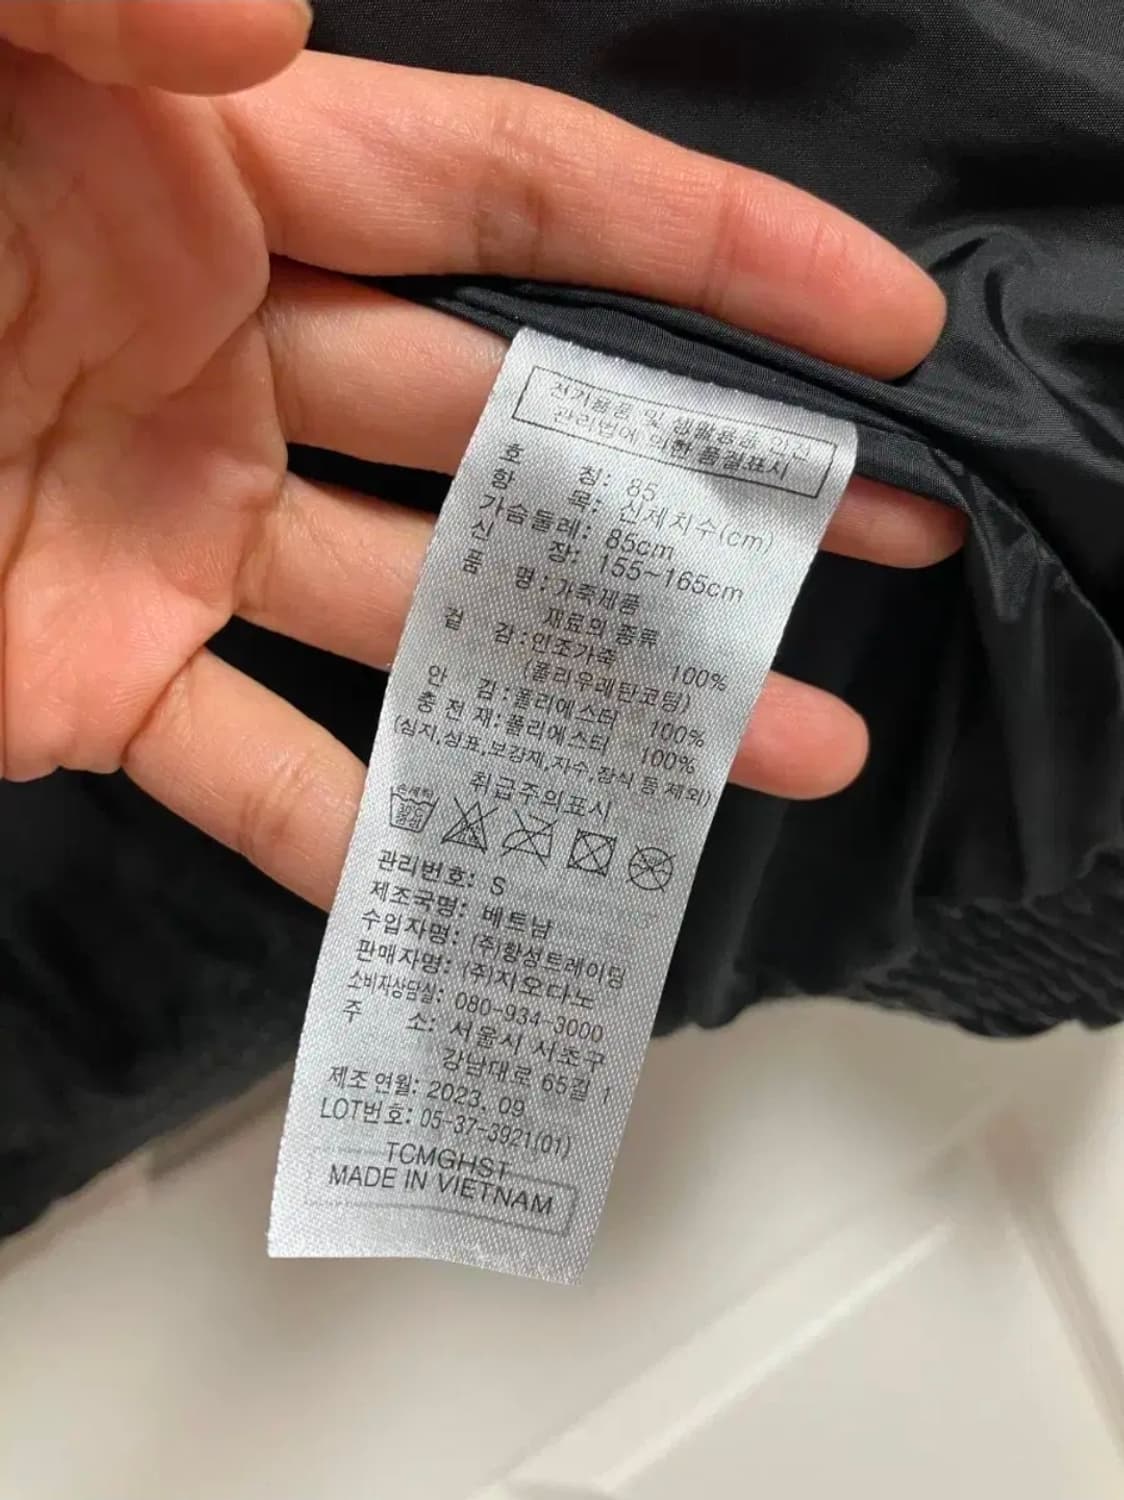 전기용품 및 생활용품 안전
관리법에 의한 품질표시
호 칭: 85
항 목: 신체치수(cm)
가슴둘레: 85cm
신 장: 155~165cm
품 명: 가죽제품
재료의 종류
겉 감: 인조가죽 100%
(폴리우레탄코팅)
안 감: 폴리에스터 100%
충 전 재: 폴리에스터 100%
(심지,상표,보강재,자수,장식 등 제외)
취급주의표시
손세탁
관리번호: S
제조국명: 베트남
수입자명: (주)황성트레이딩
판매자명: (주)지오다노
소비자상담실: 080-934-3000
주 소: 서울시 서초구
강남대로 65길 1
제조 연월: 2023. 09
LOT번호: 05-37-3921(01)
TCMGHST
MADE IN VIETNAM